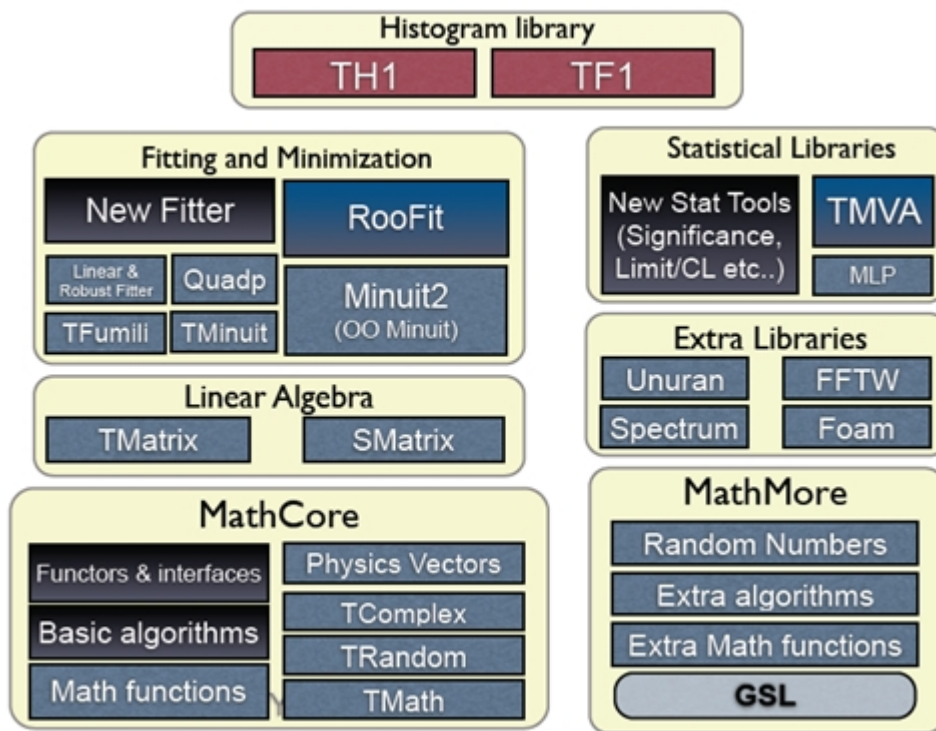 Histogram library
TH1
TF1
Fitting and Minimization
New Fitter
RooFit
Linear &
Robust Fitter
Quadp
Minuit2
(OO Minuit)
TFumili
TMinuit
Statistical Libraries
New Stat Tools
(Significance,
Limit/CL etc..)
TMVA
MLP
Extra Libraries
Unuran
FFTW
Spectrum
Foam
Linear Algebra
TMatrix
SMatrix
MathCore
Functors & interfaces
Basic algorithms
Math functions
Physics Vectors
TComplex
TRandom
TMath
MathMore
Random Numbers
Extra algorithms
Extra Math functions
GSL